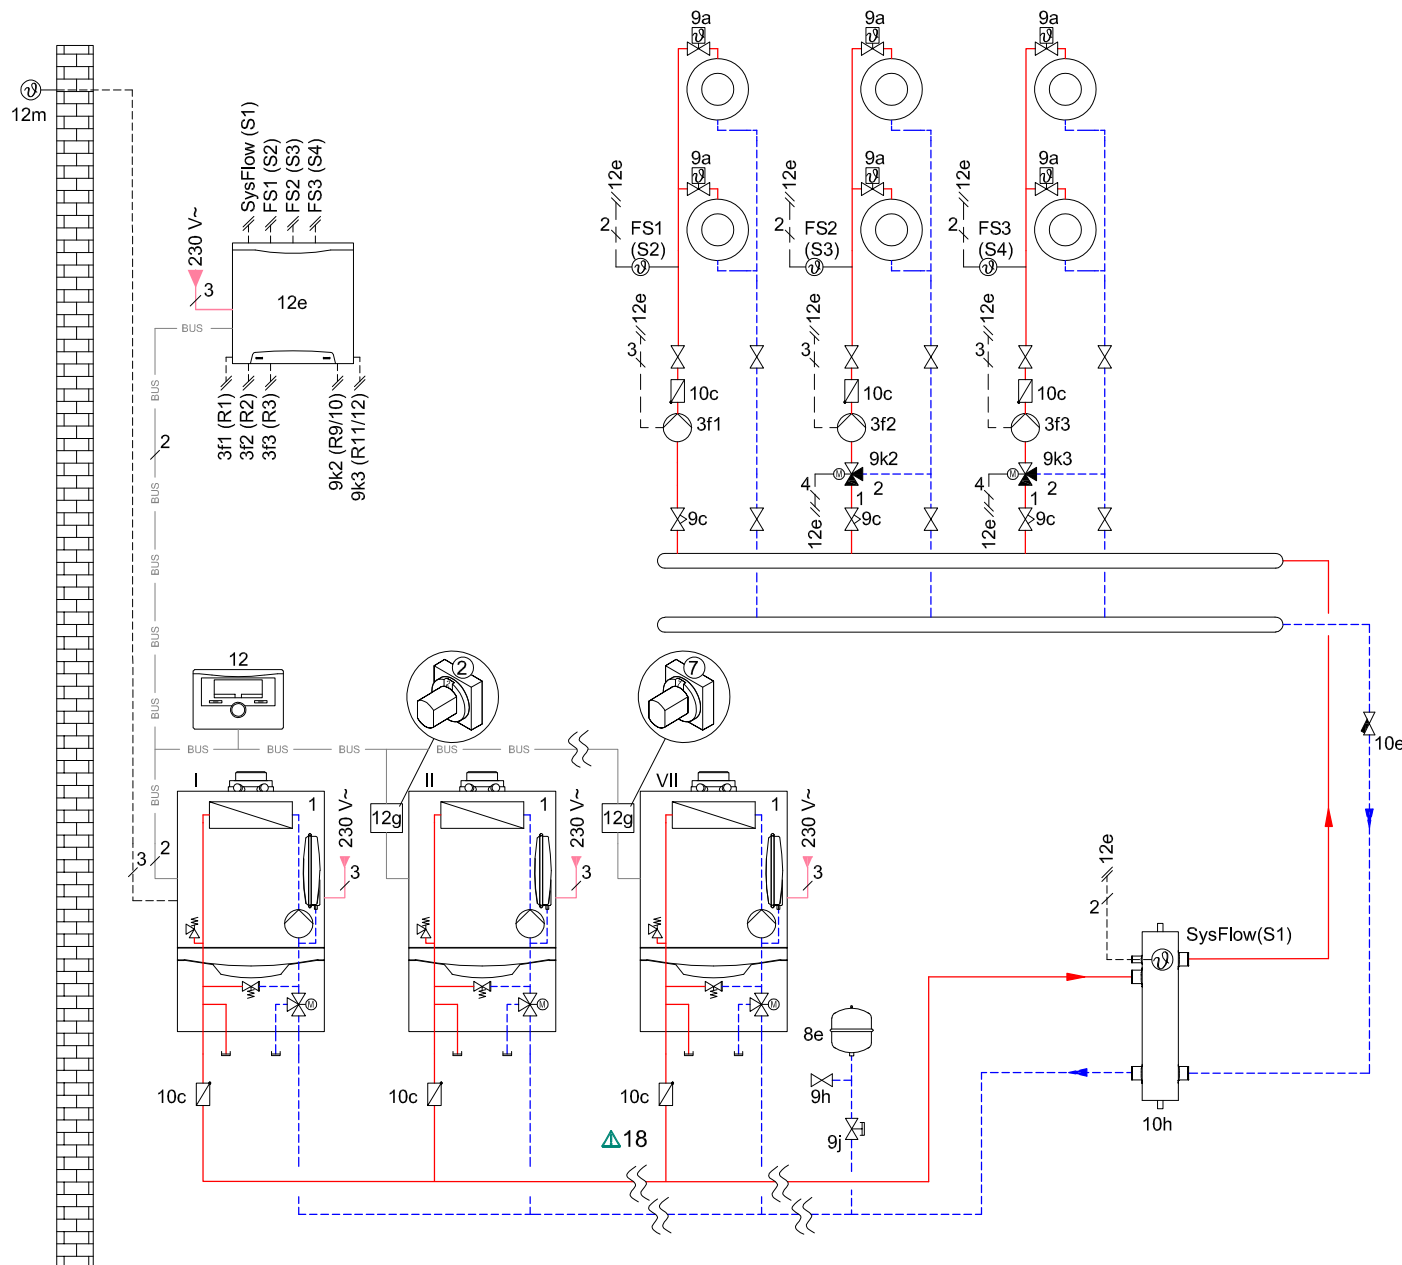 9a
9a
9a
12m
SysFlow (S1)
FS1 (S2)
FS2 (S3)
FS3 (S4)
230 V~
3
12e
BUS
3f1 (R1)
3f2 (R2)
3f3 (R3)
9k2 (R9/10)
9k3 (R11/12)
9a
9a
9a
12e
2
FS1
(S2)
12e
2
FS2
(S3)
12e
2
FS3
(S4)
12e
3
10c
3f1
12e
3
10c
3f2
12e
3
10c
3f3
9k2
M
2
4
1
9c
12e
9k3
M
2
4
1
9c
12e
9c
BUS
2
BUS
BUS
BUS
BUS
12
2
7
BUS
BUS
BUS
BUS
10e
BUS
I
1
230 V~
3
II
1
230 V~
3
VII
1
230 V~
3
12g
12g
3
2
12e
2
SysFlow(S1)
M
M
M
8e
10c
10c
10c
9h
9j
10h
18